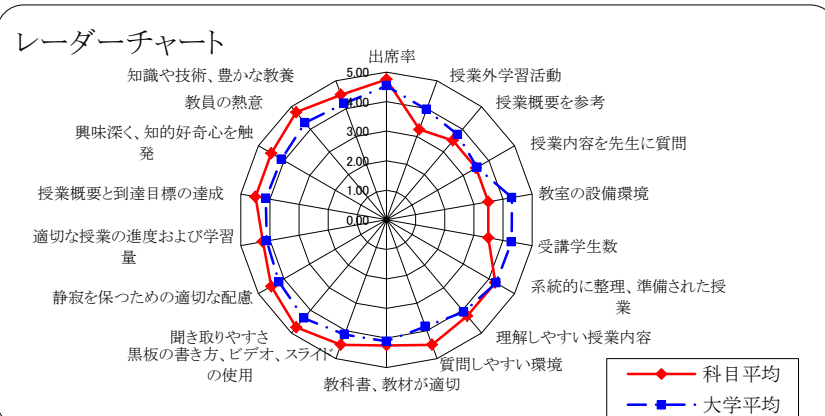 レーダーチャート
出席率
授業外学習活動
授業概要を参考
授業内容を先生に質問
教室の設備環境
受講学生数
系統的に整理、準備された授
業
理解しやすい授業内容
質問しやすい環境
教科書、教材が適切
黒板の書き方、ビデオ、スライド
の使用
聞き取りやすさ
静寂を保つための適切な配慮
適切な授業の進度および学習
量
授業概要と到達目標の達成
興味深く、知的好奇心を触
発
教員の熱意
知識や技術、豊かな教養
5.00
4.00
3.00
2.00
1.00
0.00
科目平均
大学平均